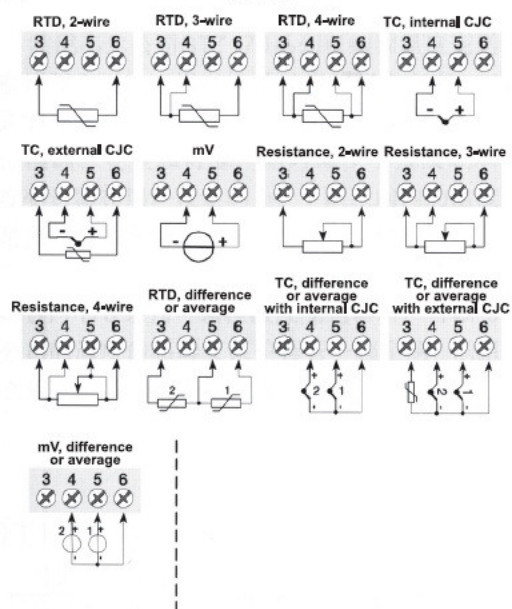 RTD, 2-wire
3 4 5 6
RTD, 3-wire
3 4 5 6
RTD, 4-wire
3 4 5 6
TC, internal CJC
3 4 5 6
- +
TC, external CJC
3 4 5 6
- +
mV
3 4 5 6
- +
Resistance, 2-wire
3 4 5 6
Resistance, 3-wire
3 4 5 6
Resistance, 4-wire
3 4 5 6
RTD, difference
or average
3 4 5 6
2 1
TC, difference
or average
with internal CJC
3 4 5 6
+ +
2 1
- -
TC, difference
or average
with external CJC
3 4 5 6
+ +
2 1
- -
mV, difference
or average
3 4 5 6
2 + 1 +
- -